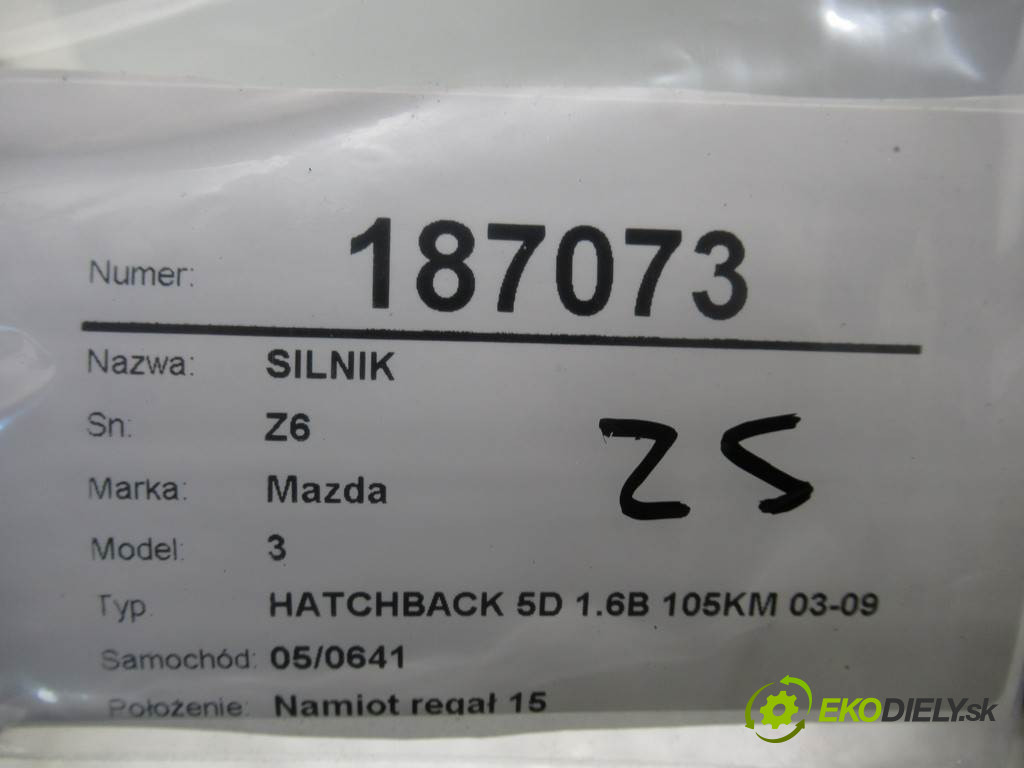 Numer: 187073
Nazwa: SILNIK
Sn: Z6
25
Marka: Mazda
Model: 3
Typ. HATCHBACK 5D 1.6B 105KM 03-09
Samochód: 05/0641
Położenie: Namiot regał 15
EKODIELY.sk